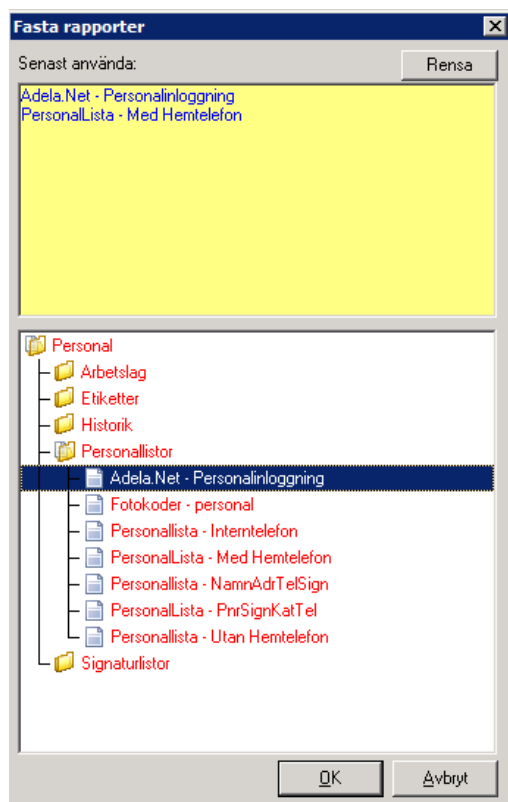 Fasta rapporter
Senast använda:
Rensa
Adela.Net - Personalinloggning
PersonalLista - Med Hemtelefon
Personal
Arbetslag
Etiketter
Historik
Personallistor
Adela.Net - Personalinloggning
Fotokoder - personal
Personallista - Interntelefon
PersonalLista - Med Hemtelefon
Personallista - NamnAdrTelSign
PersonalLista - PnrSignKatTel
Personallista - Utan Hemtelefon
Signaturlistor
OK
Avbryt